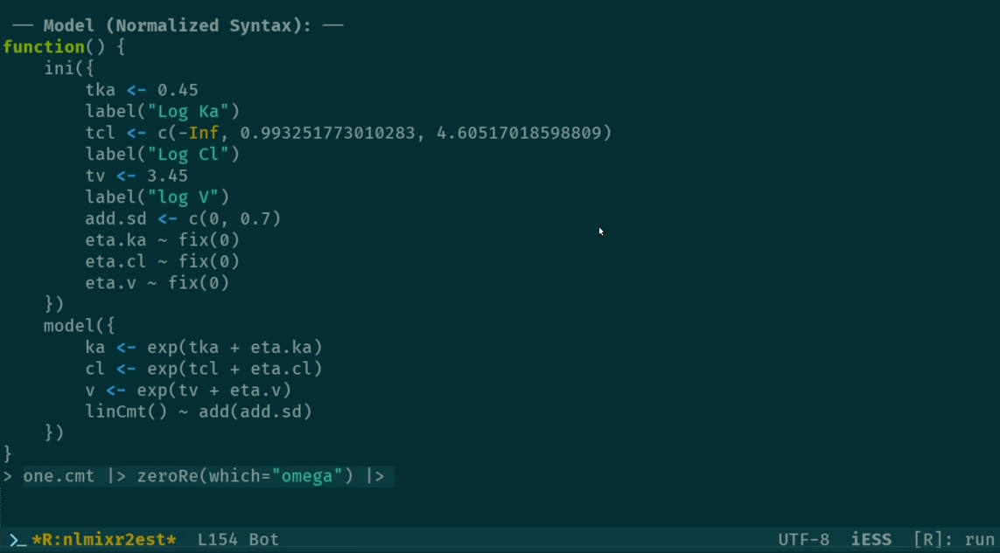 ── Model (Normalized Syntax): ──
function() {
    ini({
        tka <- 0.45
        label("Log Ka")
        tcl <- c(-Inf, 0.993251773010283, 4.60517018598809)
        label("Log Cl")
        tv <- 3.45
        label("log V")
        add.sd <- c(0, 0.7)
        eta.ka ~ fix(0)
        eta.cl ~ fix(0)
        eta.v ~ fix(0)
    })
    model({
        ka <- exp(tka + eta.ka)
        cl <- exp(tcl + eta.cl)
        v <- exp(tv + eta.v)
        linCmt() ~ add(add.sd)
    })
}
> one.cmt |> zeroRe(which="omega") |>
>_ *R:nlmixr2est*  L154 Bot  UTF-8  iESS  [R]: run